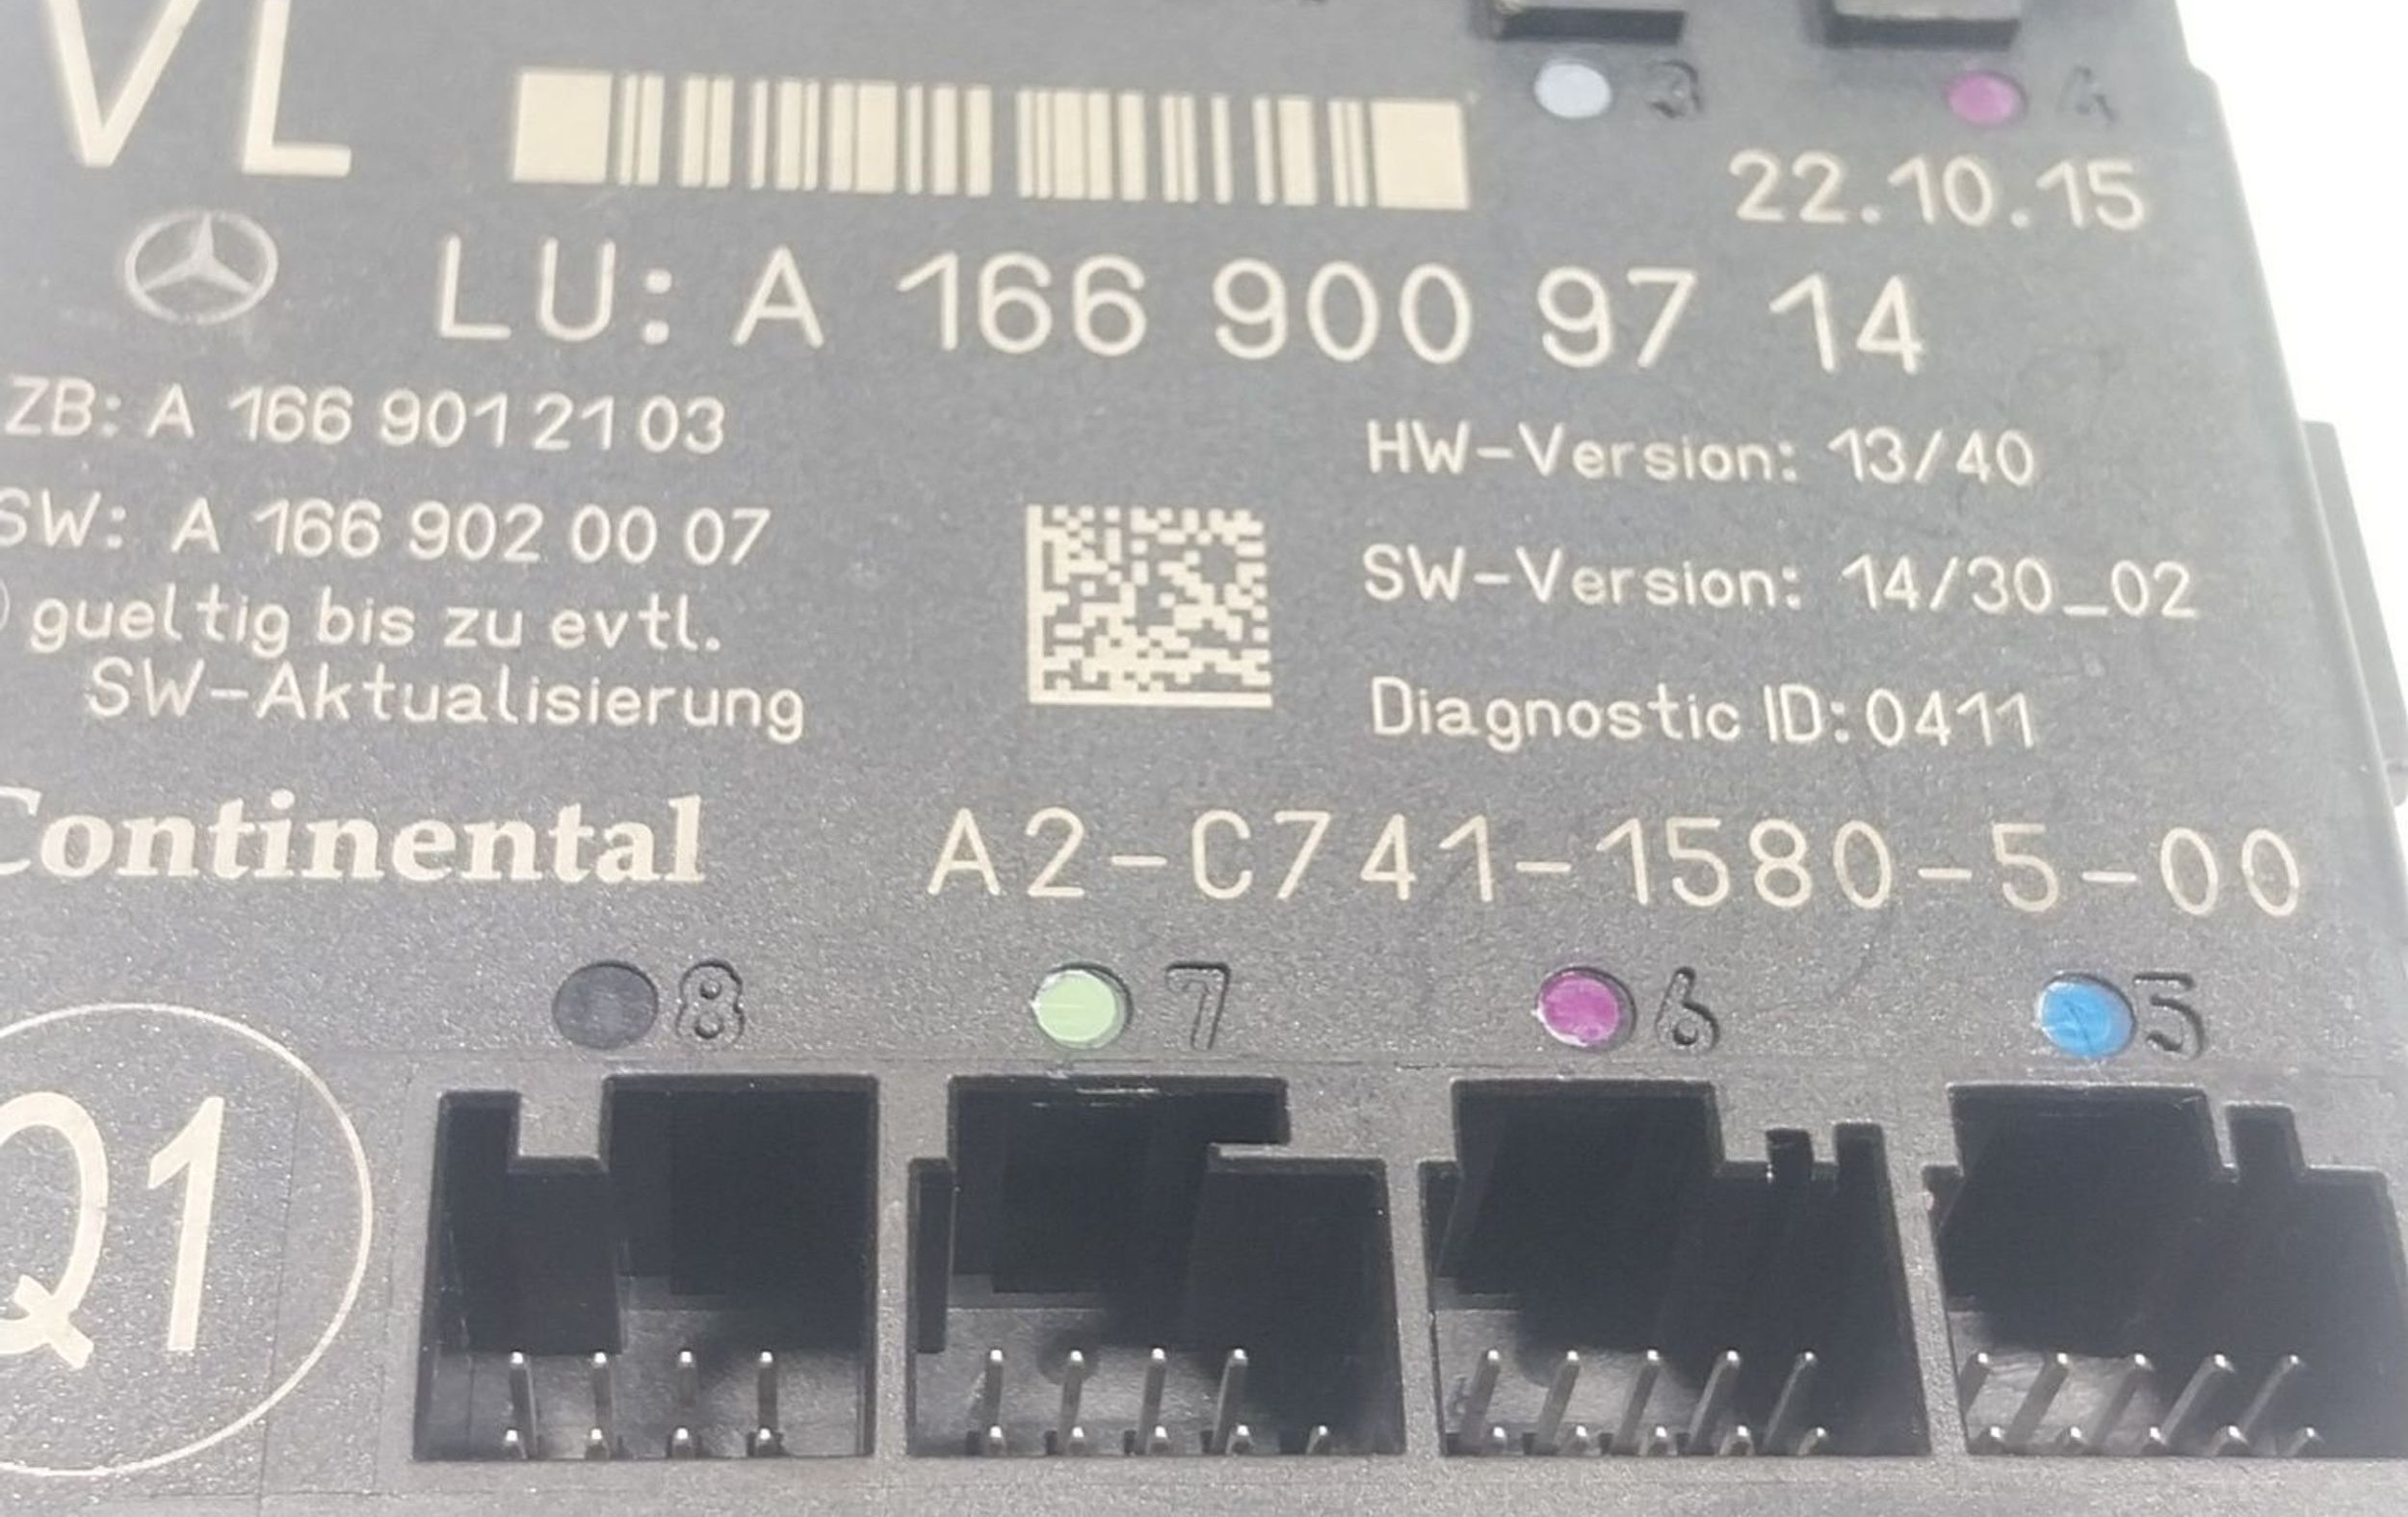 VL
3 4
22.10.15
LU: A 166 900 97 14
ZB: A 166 901 21 03
HW-Version: 13/40
SW: A 166 902 00 07
SW-Version: 14/30_02
) gueltig bis zu evtl.
SW-Aktualisierung
Diagnostic ID: 0411
Continental A2-C741-1580-5-00
8 7 6 5
Q1